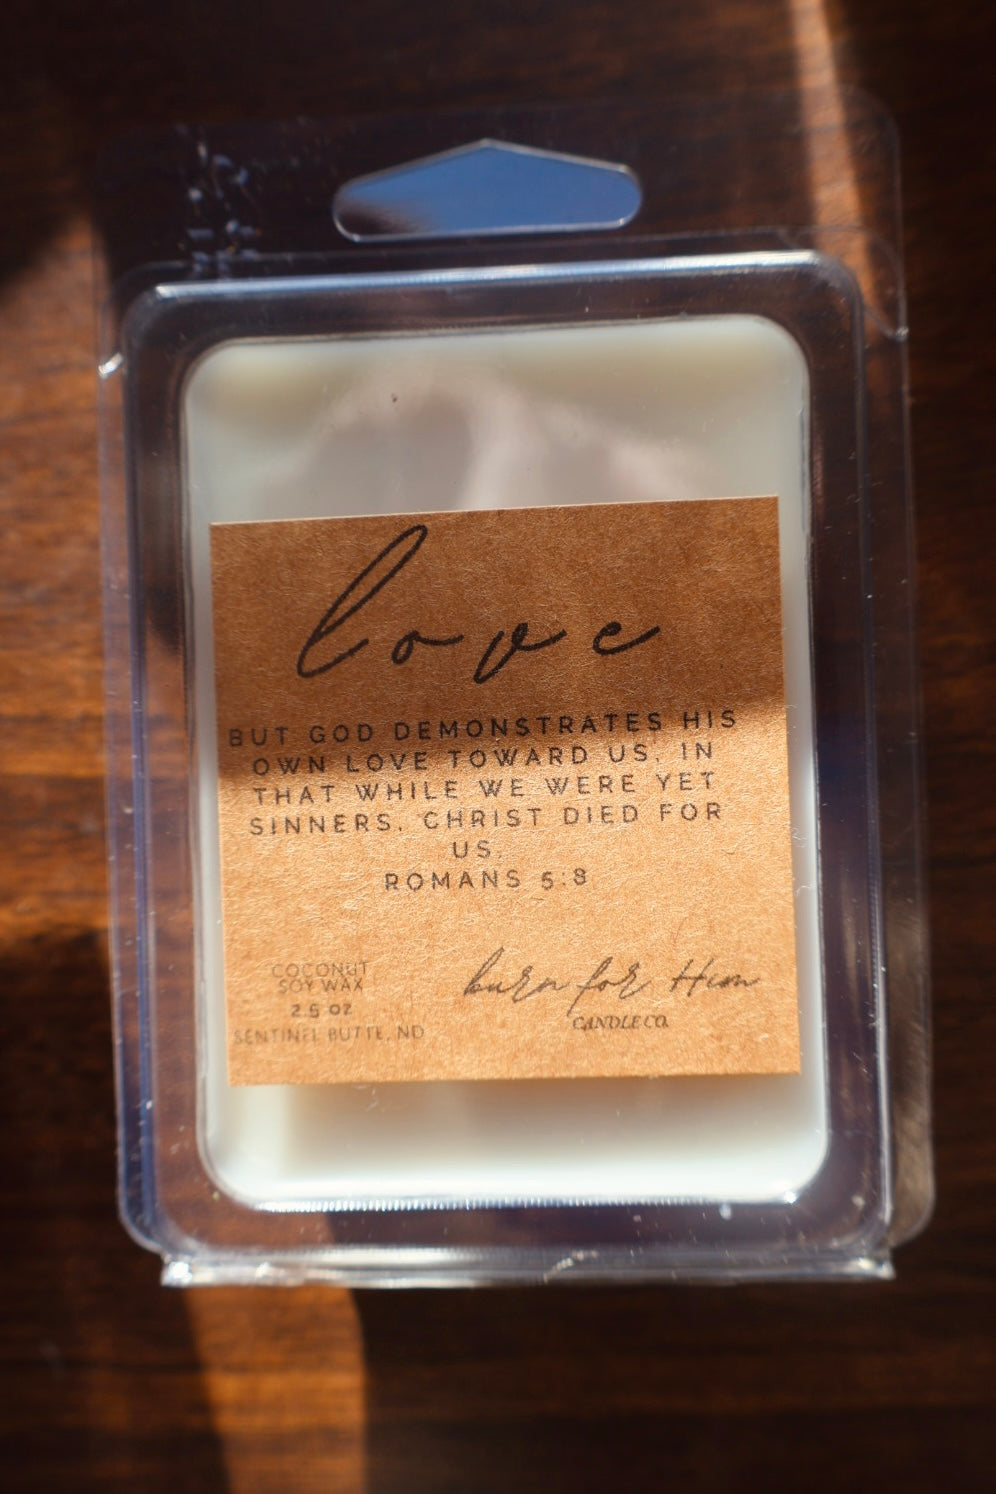 love
BUT GOD DEMONSTRATES HIS
OWN LOVE TOWARD US, IN
THAT WHILE WE WERE YET
SINNERS, CHRIST DIED FOR
US.
ROMANS 5:8
COCONUT
SOY WAX
2.5 OZ
SENTINEL BUTTE, ND
burn for Him
CANDLE CO.